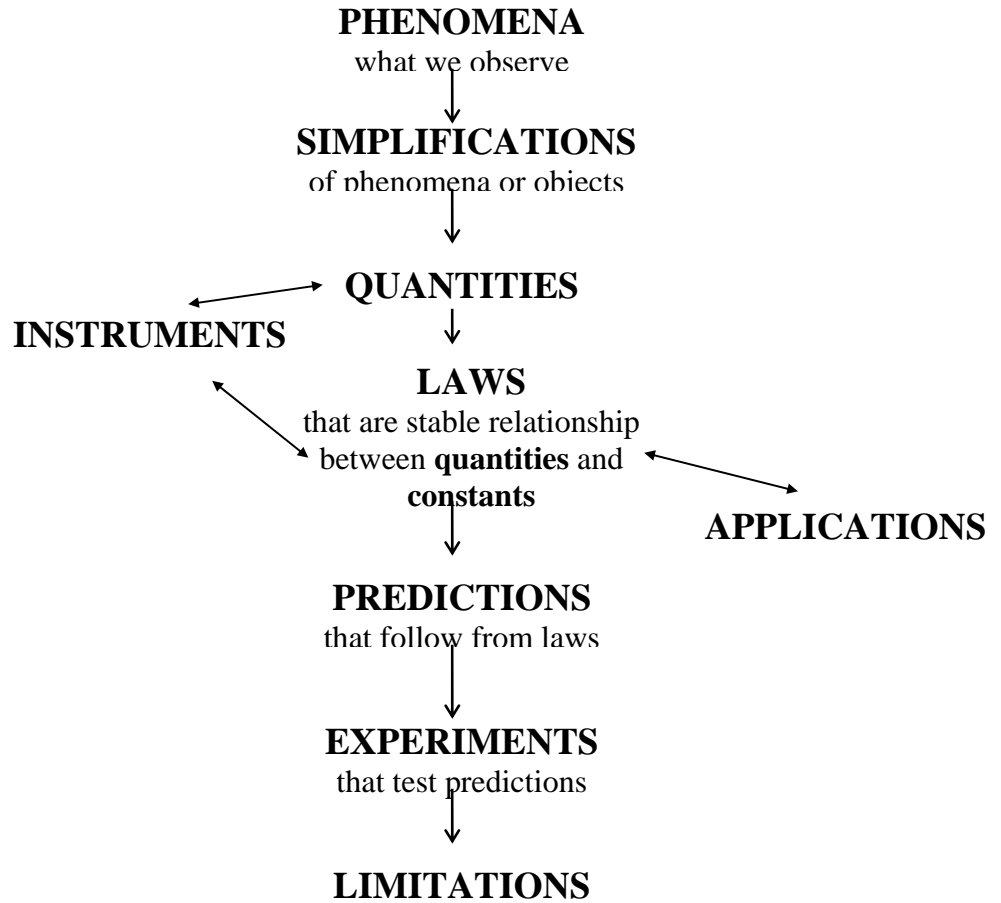 PHENOMENA
what we observe
SIMPLIFICATIONS
of phenomena or objects
QUANTITIES
INSTRUMENTS
LAWS
that are stable relationship
between quantities and
constants
APPLICATIONS
PREDICTIONS
that follow from laws
EXPERIMENTS
that test predictions
LIMITATIONS